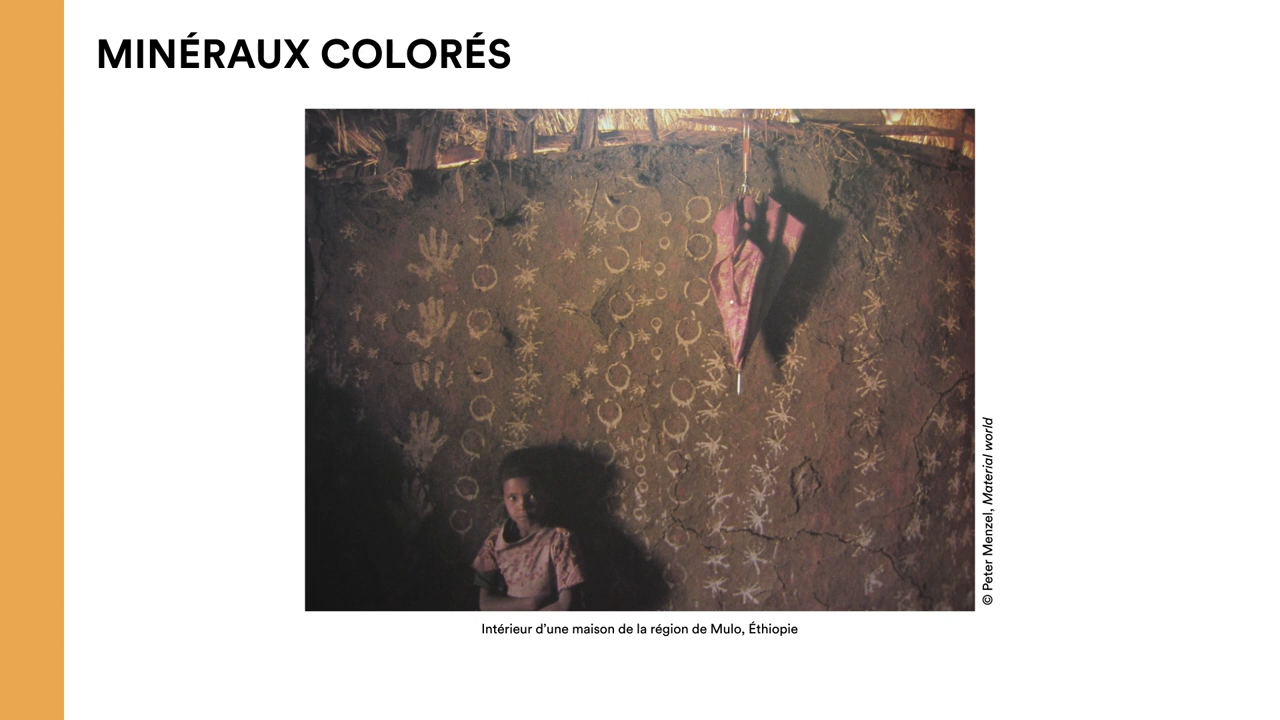 MINÉRAUX COLORÉS
© Peter Menzel, Material world
Intérieur d’une maison de la région de Mulo, Éthiopie